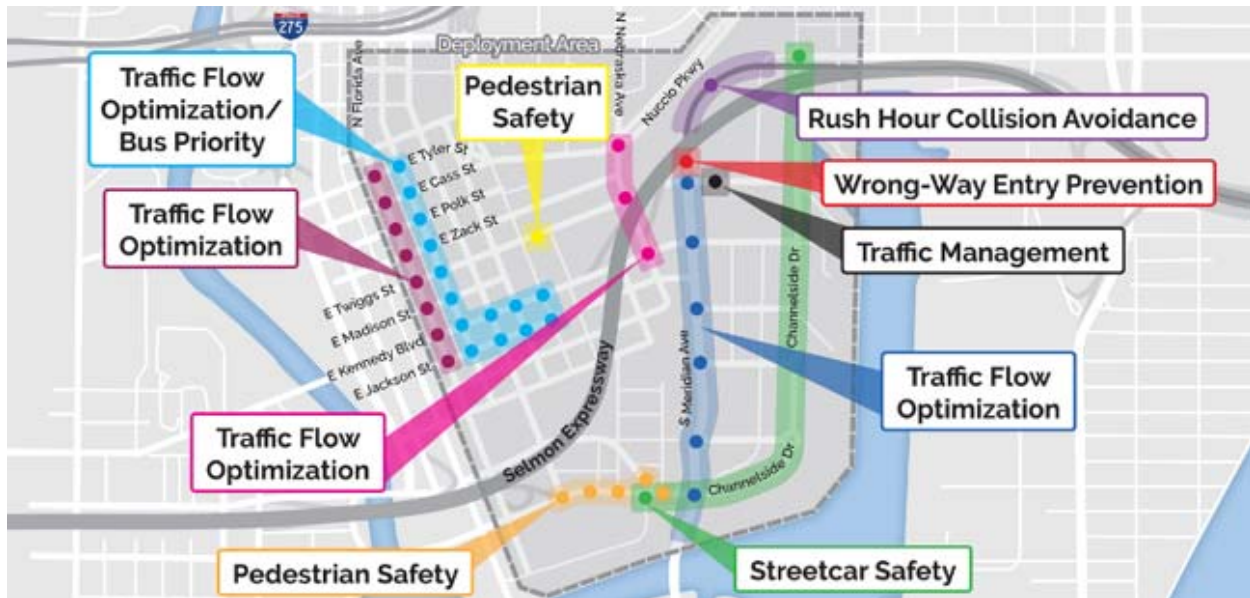 275
Deployment Area
N Florida Ave
N Nebraska Ave
Nuccio Pkwy
Traffic Flow
Optimization/
Bus Priority
Pedestrian
Safety
Rush Hour Collision Avoidance
E Tyler St
E Cass St
E Polk St
E Zack St
Wrong-Way Entry Prevention
Traffic Flow
Optimization
Traffic Management
E Twiggs St
E Madison St
E Kennedy Blvd
E Jackson St
Channelside Dr
S Meridian Ave
Selmon Expressway
Traffic Flow
Optimization
Traffic Flow
Optimization
Channelside Dr
Pedestrian Safety
Streetcar Safety